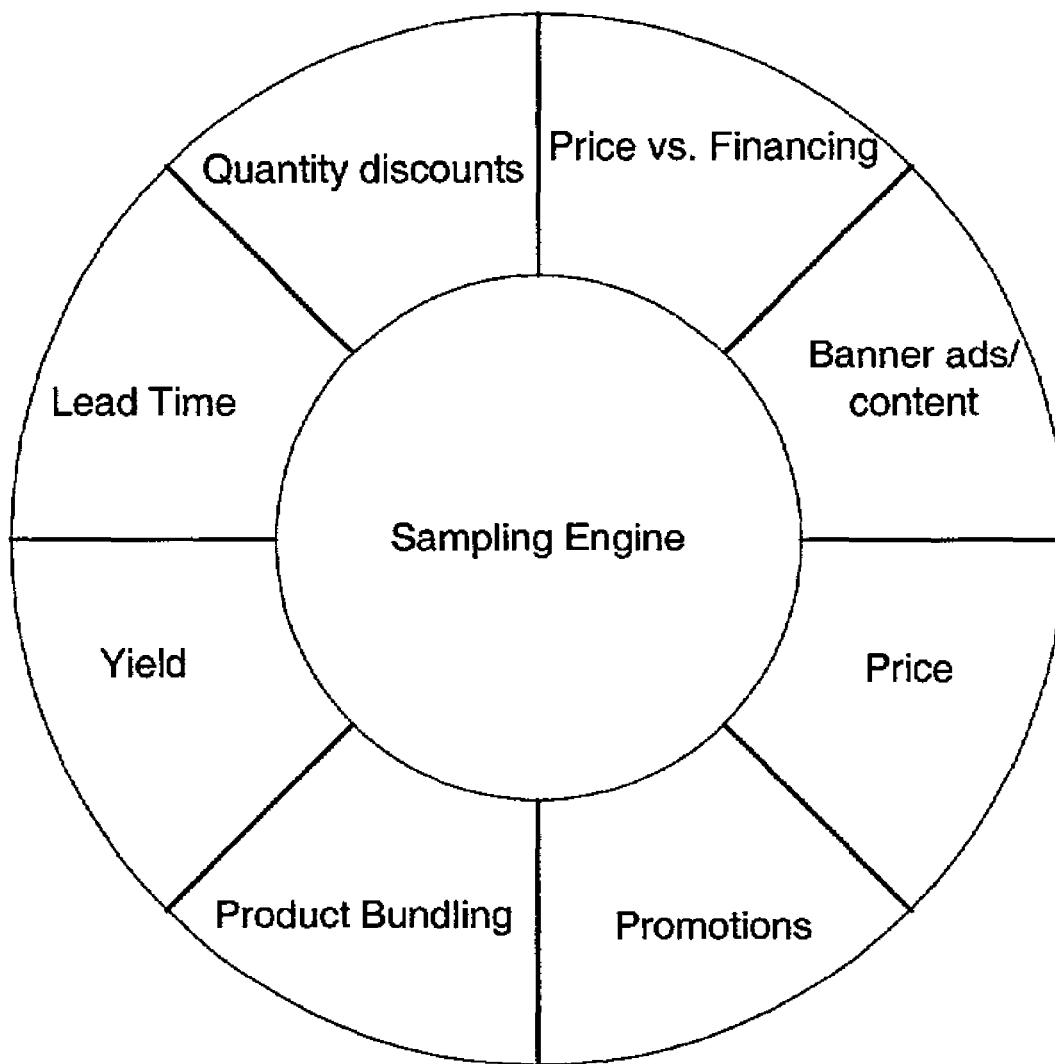 Quantity discounts
Price vs. Financing
Banner ads/
content
Lead Time
Sampling Engine
Yield
Price
Product Bundling
Promotions